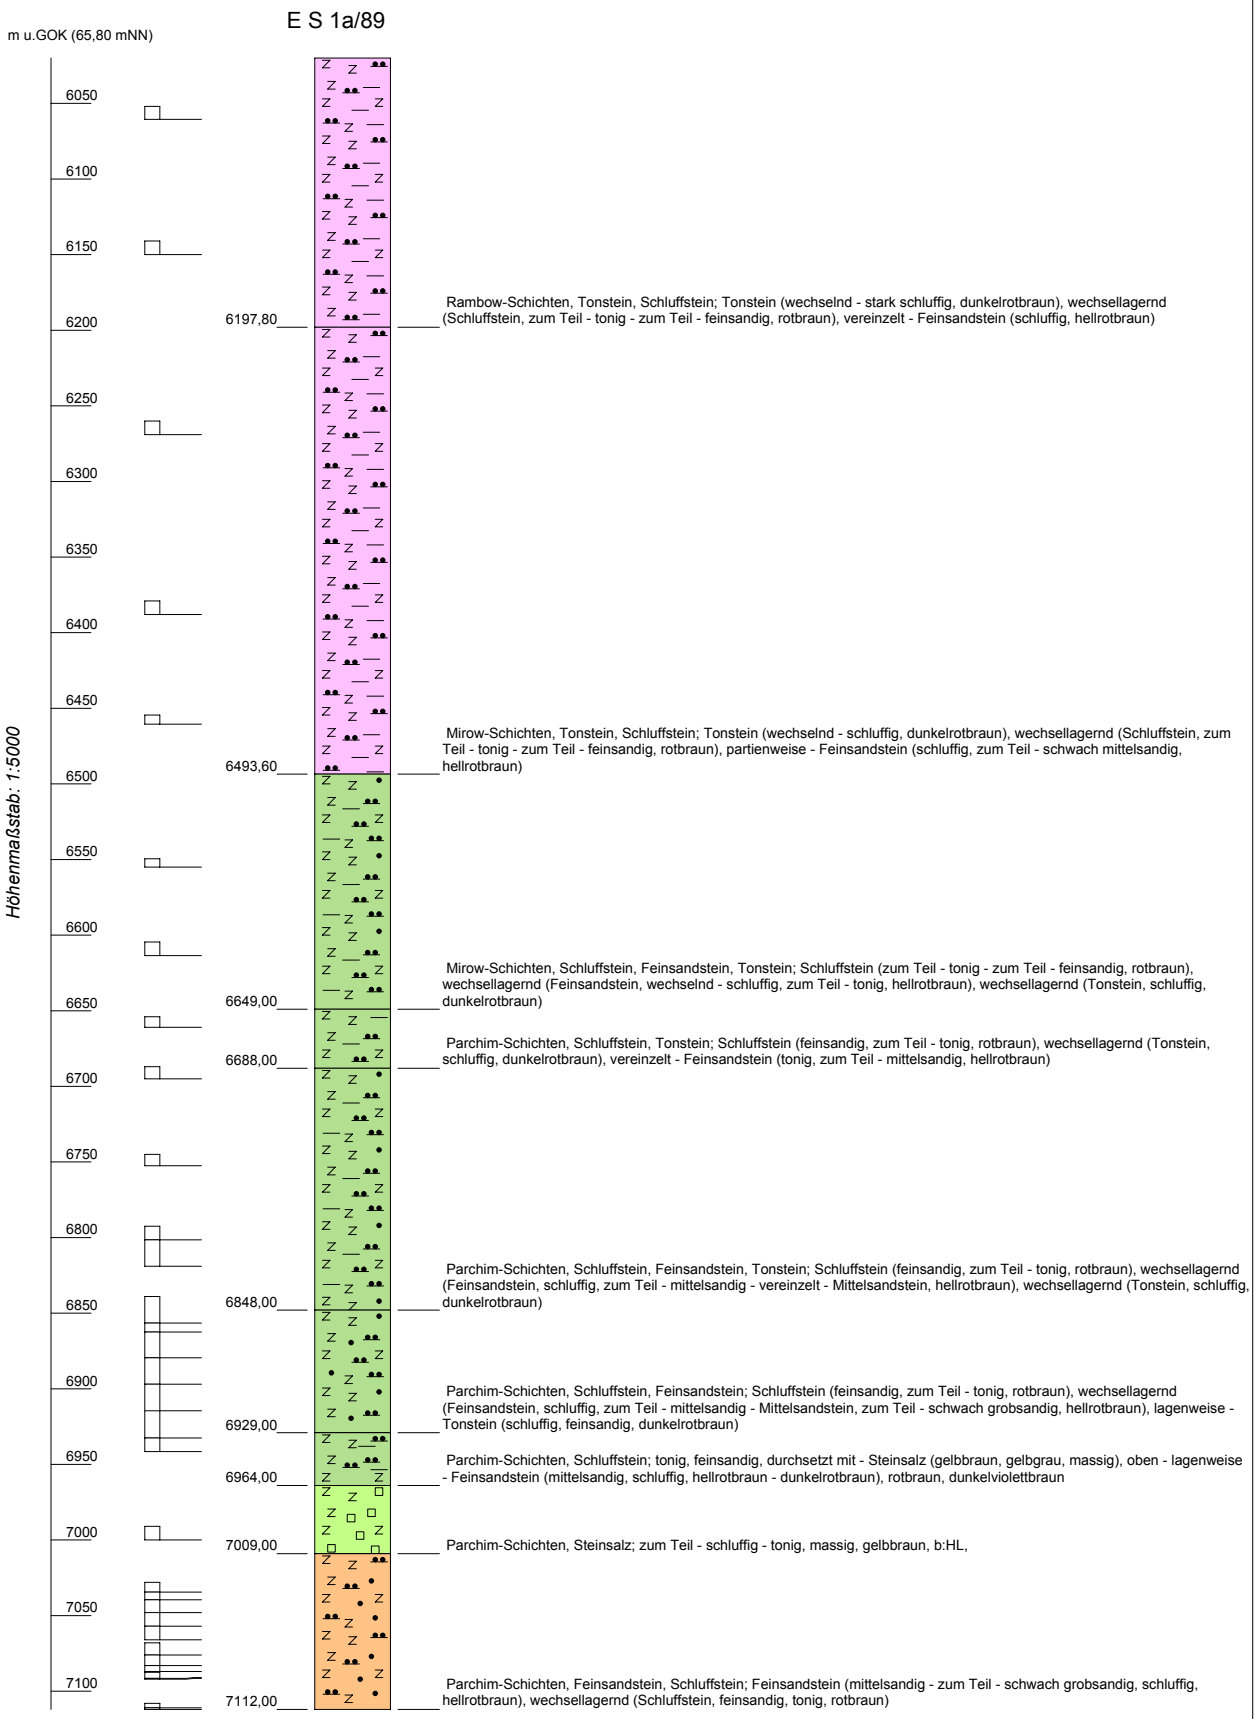 E S 1a/89
m u.GOK (65,80 mNN)
6050
6100
6150
Rambow-Schichten, Tonstein, Schluffstein; Tonstein (wechselnd - stark schluffig, dunkelrotbraun), wechsellagernd
6197,80
(Schluffstein, zum Teil - tonig - zum Teil - feinsandig, rotbraun), vereinzelt - Feinsandstein (schluffig, hellrotbraun)
6200
6250
6300
6350
6400
6450
Höhenmaßstab: 1:5000
Mirow-Schichten, Tonstein, Schluffstein; Tonstein (wechselnd - schluffig, dunkelrotbraun), wechsellagernd (Schluffstein, zum
Teil - tonig - zum Teil - feinsandig, rotbraun), partienweise - Feinsandstein (schluffig, zum Teil - schwach mittelsandig,
6493,60
hellrotbraun)
6500
6550
6600
Mirow-Schichten, Schluffstein, Feinsandstein, Tonstein; Schluffstein (zum Teil - tonig - zum Teil - feinsandig, rotbraun),
wechsellagernd (Feinsandstein, wechselnd - schluffig, zum Teil - tonig, hellrotbraun), wechsellagernd (Tonstein, schluffig,
6649,00
dunkelrotbraun)
6650
Parchim-Schichten, Schluffstein, Tonstein; Schluffstein (feinsandig, zum Teil - tonig, rotbraun), wechsellagernd (Tonstein,
6688,00
schluffig, dunkelrotbraun), vereinzelt - Feinsandstein (tonig, zum Teil - mittelsandig, hellrotbraun)
6700
6750
6800
Parchim-Schichten, Schluffstein, Feinsandstein, Tonstein; Schluffstein (feinsandig, zum Teil - tonig, rotbraun), wechsellagernd
(Feinsandstein, schluffig, zum Teil - mittelsandig - vereinzelt - Mittelsandstein, hellrotbraun), wechsellagernd (Tonstein, schluffig,
6848,00
dunkelrotbraun)
6850
6900
Parchim-Schichten, Schluffstein, Feinsandstein; Schluffstein (feinsandig, zum Teil - tonig, rotbraun), wechsellagernd
(Feinsandstein, schluffig, zum Teil - mittelsandig - Mittelsandstein, zum Teil - schwach grobsandig, hellrotbraun), lagenweise -
6929,00
Tonstein (schluffig, feinsandig, dunkelrotbraun)
6950
Parchim-Schichten, Schluffstein; tonig, feinsandig, durchsetzt mit - Steinsalz (gelbbraun, gelbgrau, massig), oben - lagenweise
6964,00
- Feinsandstein (mittelsandig, schluffig, hellrotbraun - dunkelrotbraun), rotbraun, dunkelviolettbraun
7000
7009,00
Parchim-Schichten, Steinsalz; zum Teil - schluffig - tonig, massig, gelbbraun, b:HL,
7050
7100
Parchim-Schichten, Feinsandstein, Schluffstein; Feinsandstein (mittelsandig - zum Teil - schwach grobsandig, schluffig,
7112,00
hellrotbraun), wechsellagernd (Schluffstein, feinsandig, tonig, rotbraun)